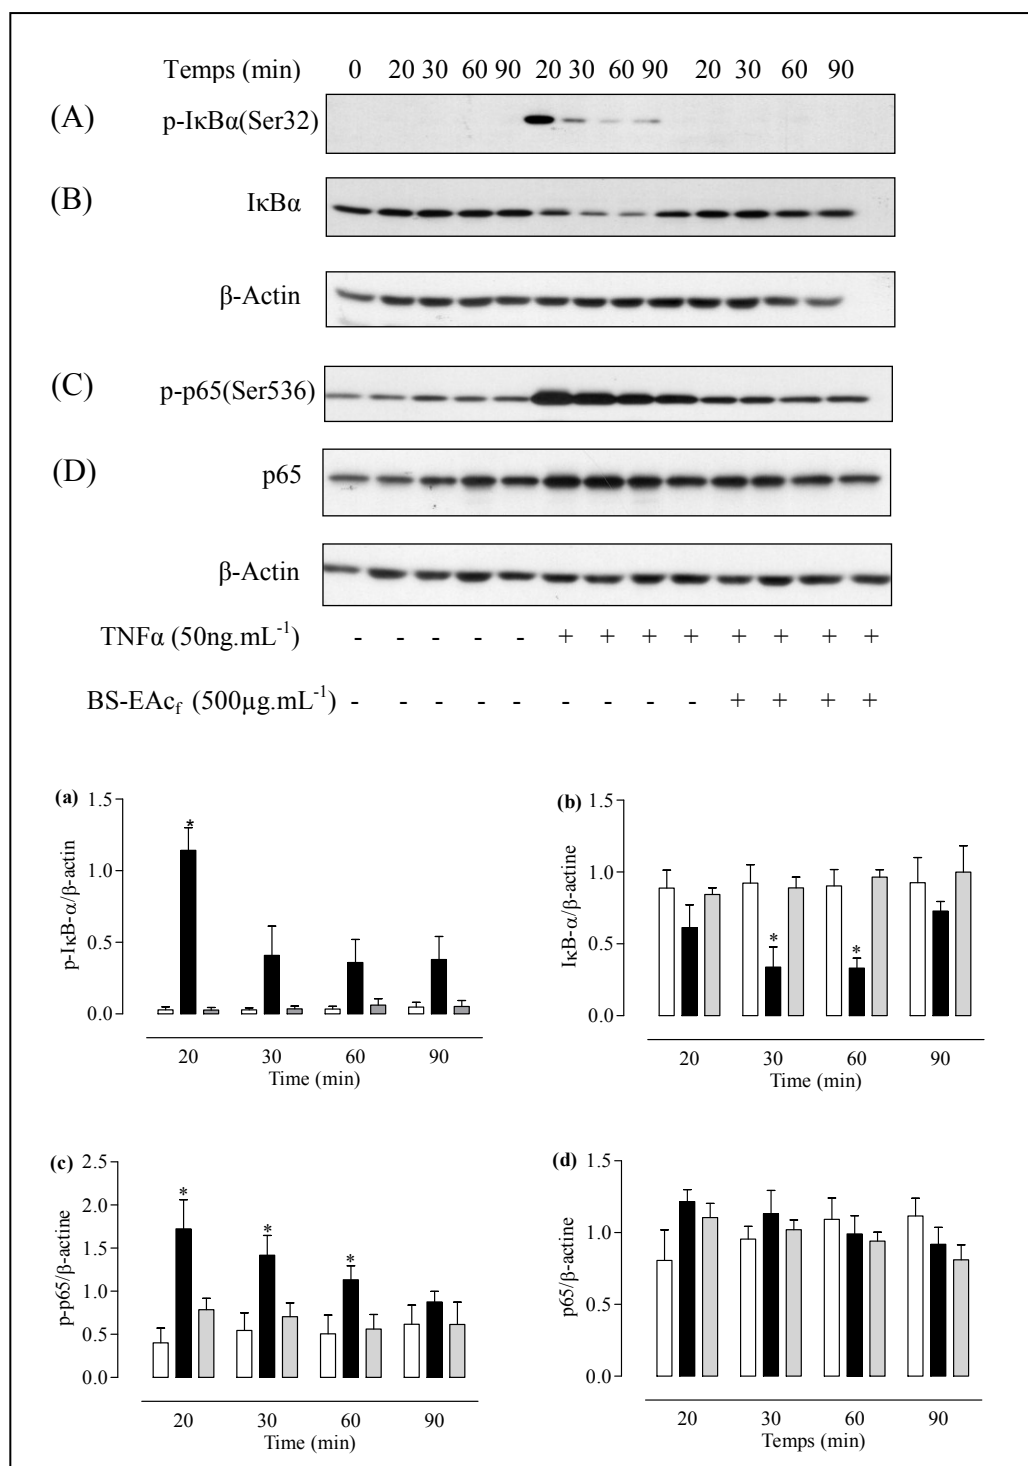 Temps (min) 0 20 30 60 90 20 30 60 90 20 30 60 90
(A) p-IκBα(Ser32)
(B) IκBα
β-Actin
(C) p-p65(Ser536)
(D) p65
β-Actin
TNFα (50ng.mL⁻¹) - - - - - + + + + + + + +
BS-EAc_f (500µg.mL⁻¹) - - - - - - - - - + + + +
(a)
p-IκB-α/β-actin
1.5
1.0
0.5
0.0
*
20 30 60 90
Time (min)
(b)
IκB-α/β-actine
1.5
1.0
0.5
0.0
* *
20 30 60 90
Time (min)
(c)
p-p65/β-actine
2.5
2.0
1.5
1.0
0.5
0.0
* * *
20 30 60 90
Time (min)
(d)
p65/β-actine
1.5
1.0
0.5
0.0
20 30 60 90
Temps (min)